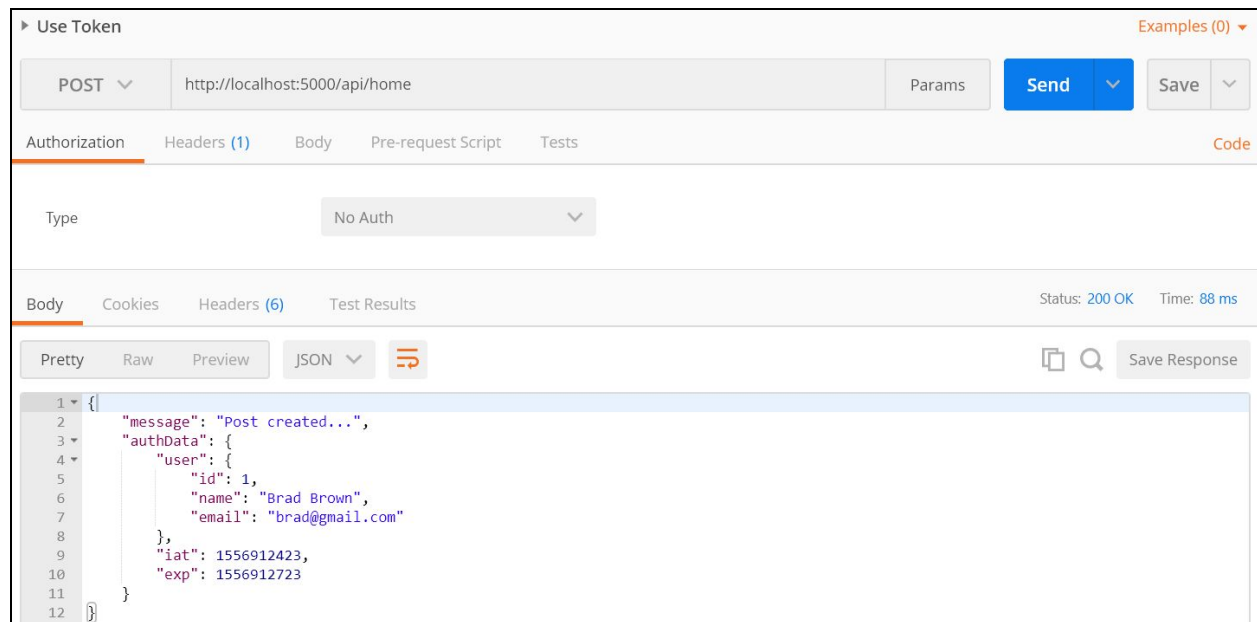 Use Token Examples (0)
POST http://localhost:5000/api/home Params Send Save
Authorization Headers (1) Body Pre-request Script Tests Code
Type No Auth
Body Cookies Headers (6) Test Results Status: 200 OK Time: 88 ms
Pretty Raw Preview JSON Save Response
1 {
2 "message": "Post created...",
3 "authData": {
4 "user": {
5 "id": 1,
6 "name": "Brad Brown",
7 "email": "brad@gmail.com"
8 },
9 "iat": 1556912423,
10 "exp": 1556912723
11 }
12 }